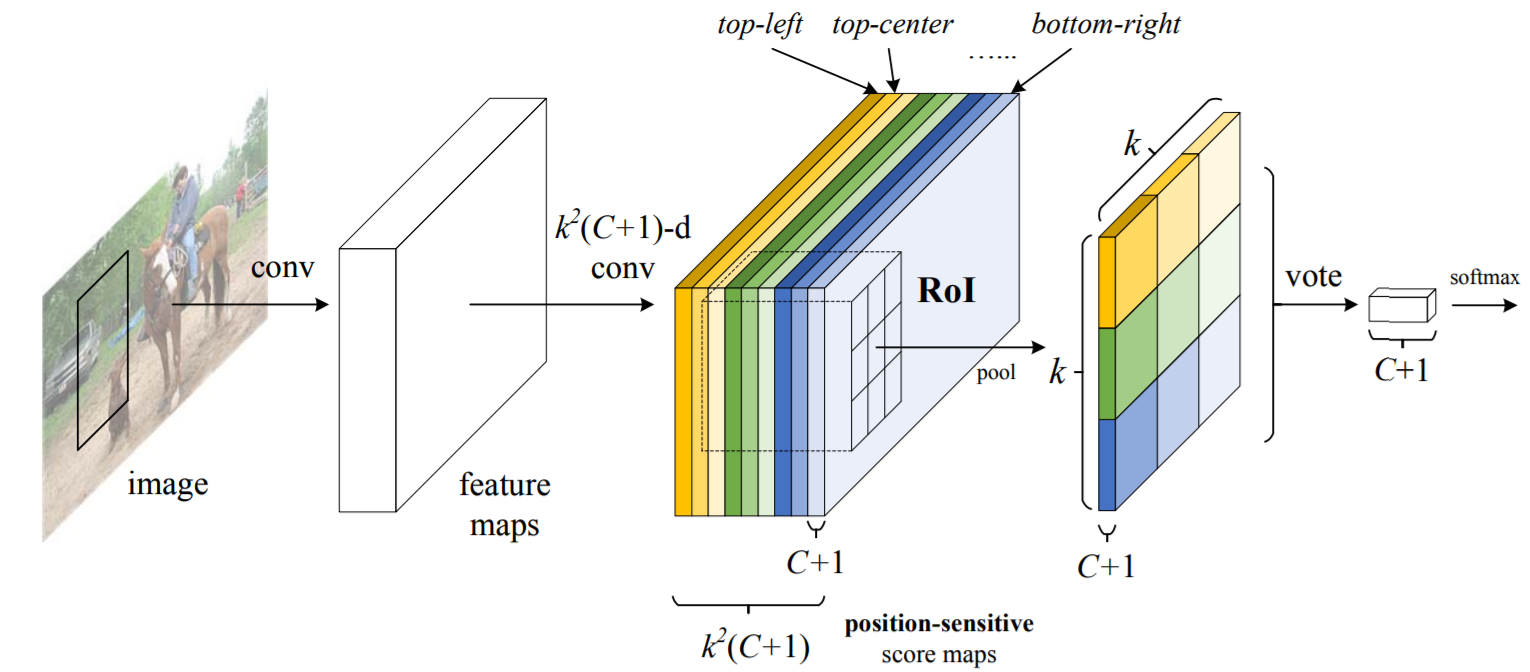 top-left
top-center
bottom-right
…...
k
k²(C+1)-d
conv
conv
RoI
pool
k
vote
softmax
C+1
image
feature
maps
C+1
C+1
k²(C+1)
position-sensitive
score maps